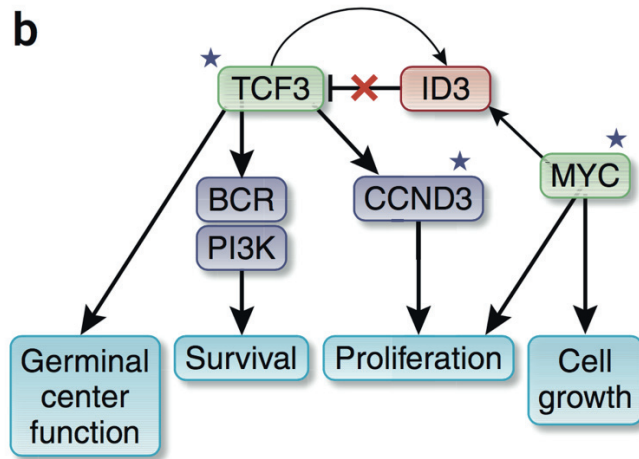 b
TCF3
ID3
MYC
BCR
CCND3
PI3K
Germinal
center
function
Survival
Proliferation
Cell
growth